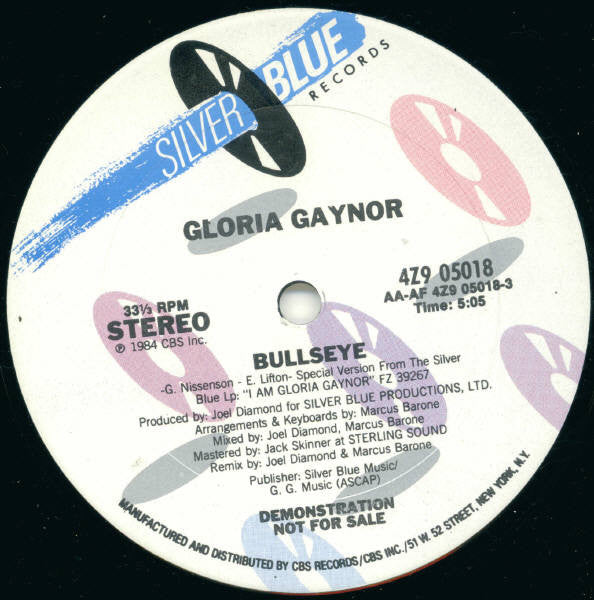 SILVER BLUE
RECORDS
GLORIA GAYNOR
4Z9 05018
AA-AF 4Z9 05018-3
Time: 5:05
33⅓ RPM
STEREO
℗ 1984 CBS Inc.
BULLSEYE
-G. Nissenson - E. Lifton- Special Version From The Silver
Blue Lp: "I AM GLORIA GAYNOR" FZ 39267
Produced by: Joel Diamond for SILVER BLUE PRODUCTIONS, LTD.
Arrangements & Keyboards by: Marcus Barone
Mixed by: Joel Diamond, Marcus Barone
Mastered by: Jack Skinner at STERLING SOUND
Remix by: Joel Diamond & Marcus Barone
Publisher: Silver Blue Music/
G. G. Music (ASCAP)
DEMONSTRATION
NOT FOR SALE
MANUFACTURED AND DISTRIBUTED BY CBS RECORDS/CBS INC./51 W. 52 STREET, NEW YORK, N.Y.